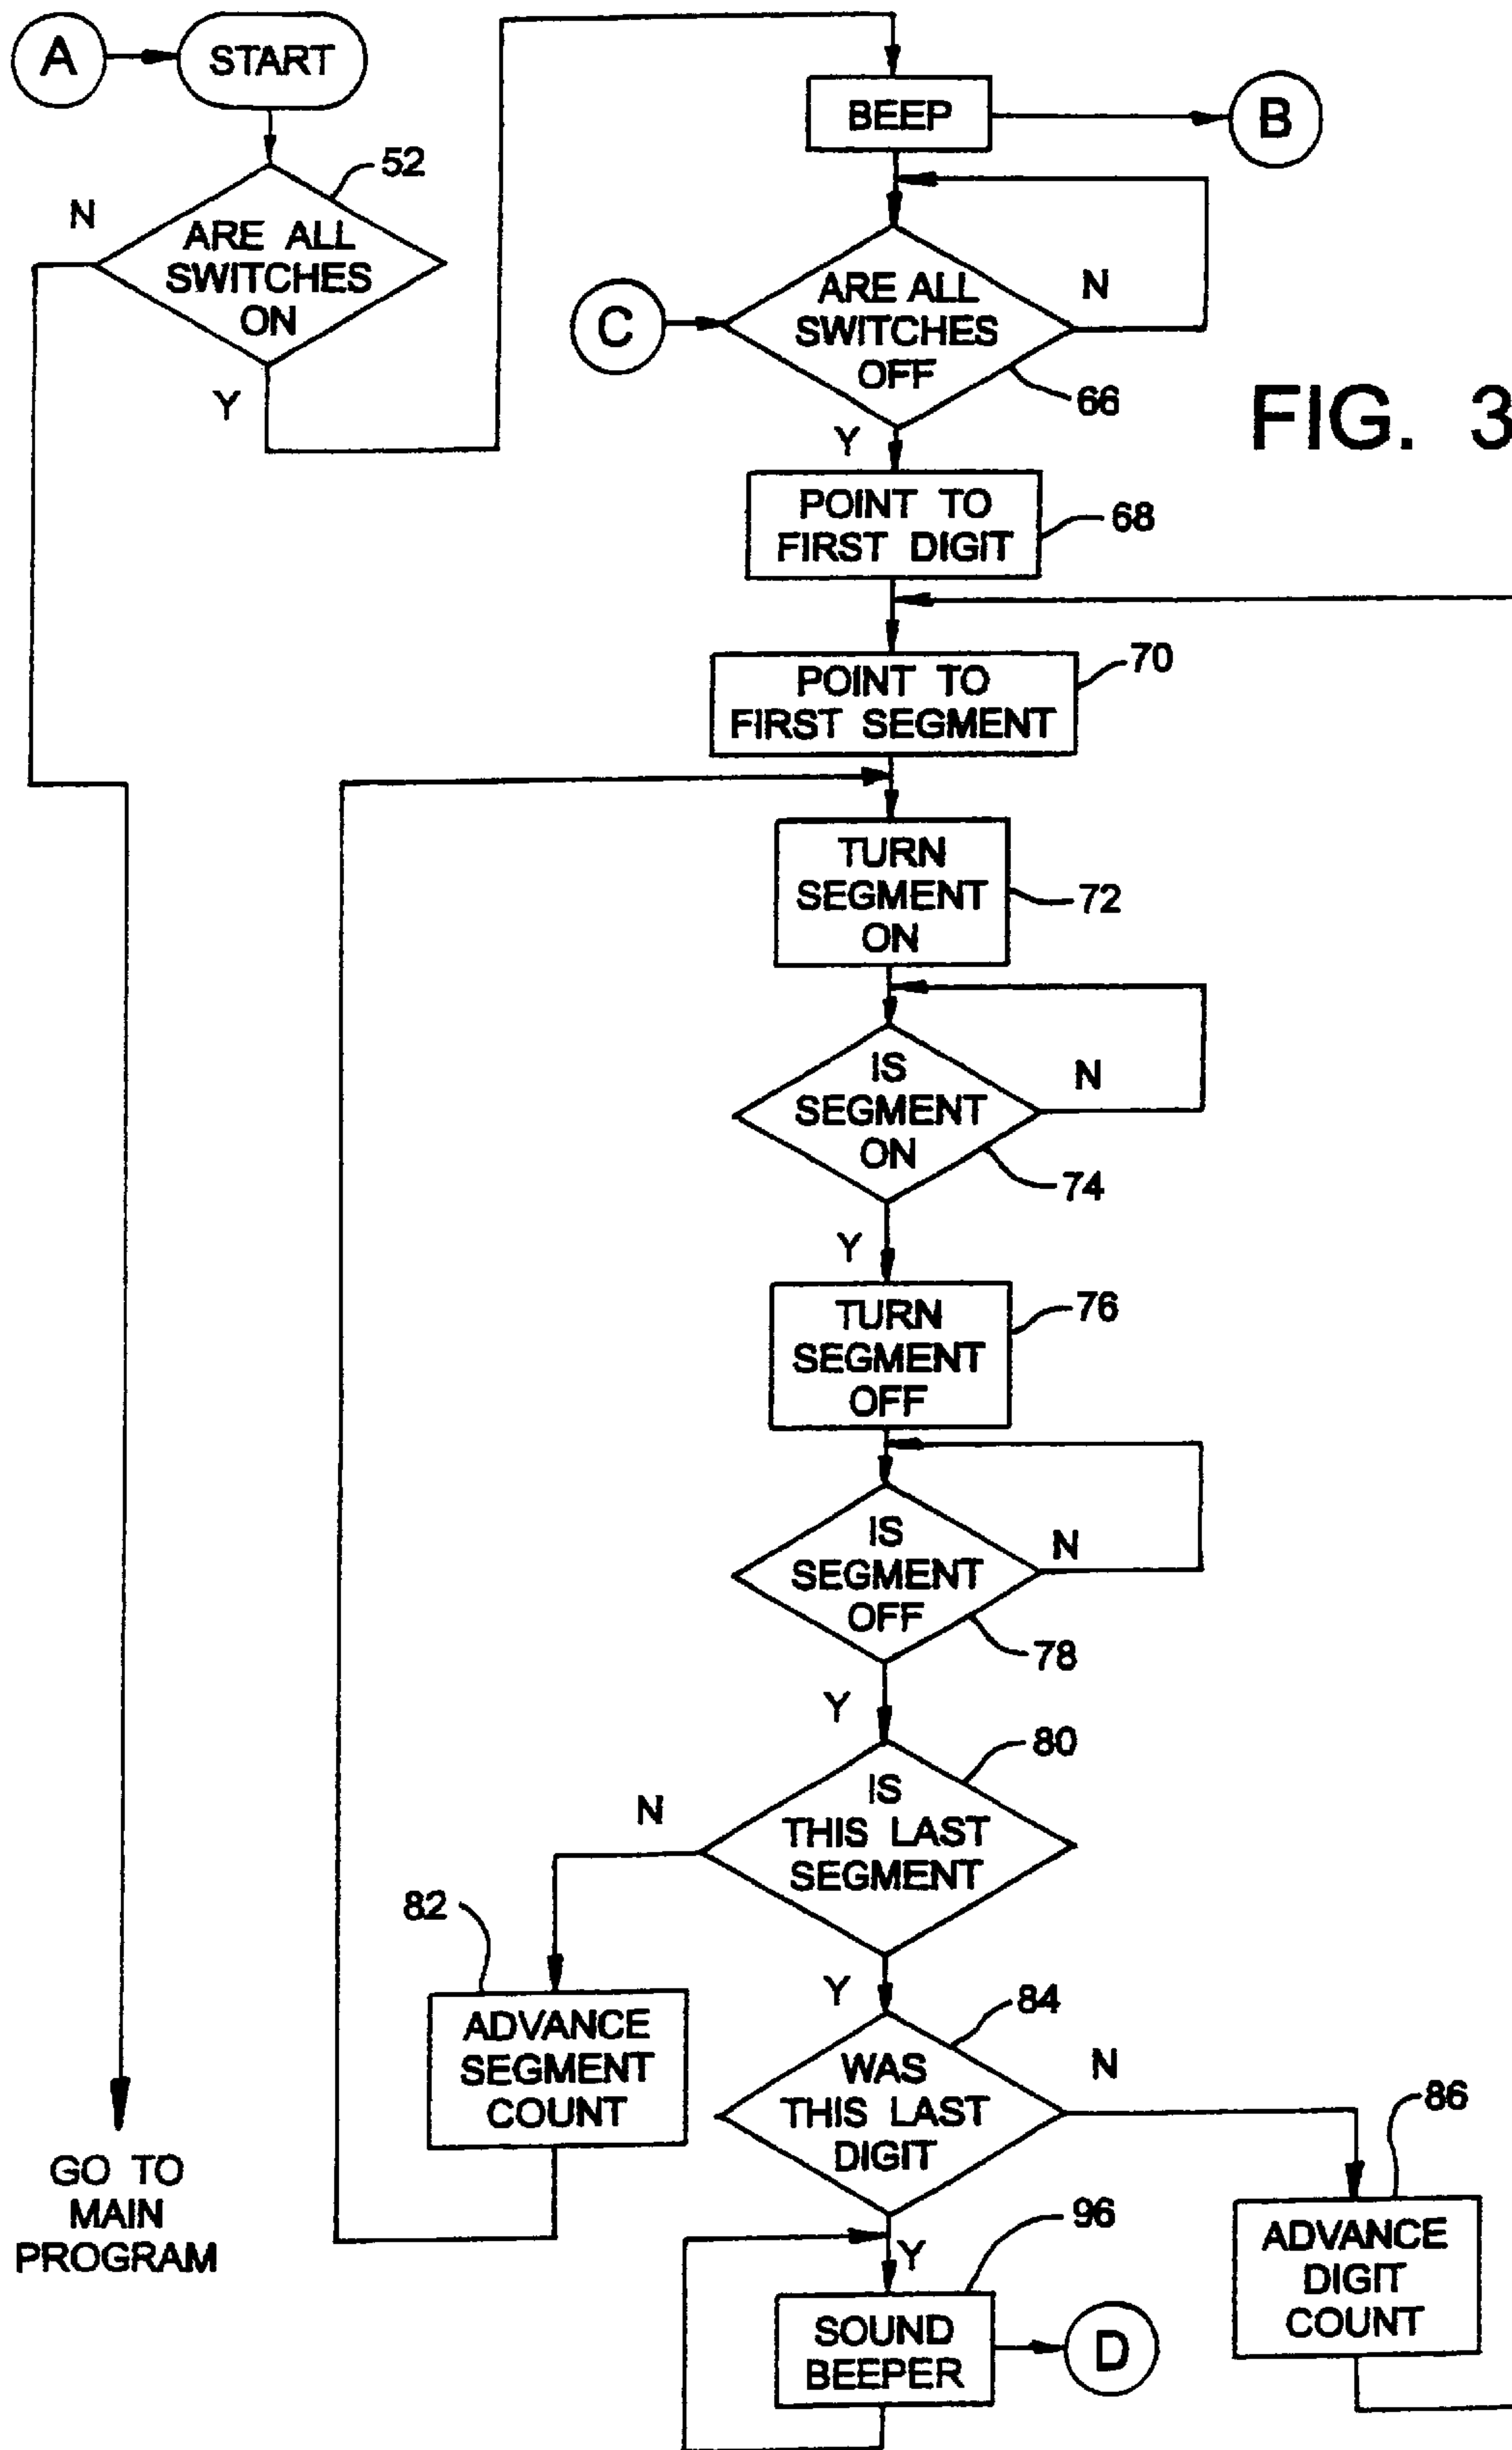 A
START
52
N
ARE ALL
SWITCHES
ON
Y
BEEP
B
C
ARE ALL
SWITCHES
OFF
N
66
Y
FIG. 3
POINT TO
FIRST DIGIT
68
POINT TO
FIRST SEGMENT
70
TURN
SEGMENT
ON
72
IS
SEGMENT
ON
N
74
Y
TURN
SEGMENT
OFF
76
IS
SEGMENT
OFF
N
78
Y
80
IS
THIS LAST
SEGMENT
N
82
ADVANCE
SEGMENT
COUNT
Y
84
WAS
THIS LAST
DIGIT
N
86
ADVANCE
DIGIT
COUNT
GO TO
MAIN
PROGRAM
Y
96
SOUND
BEEPER
D